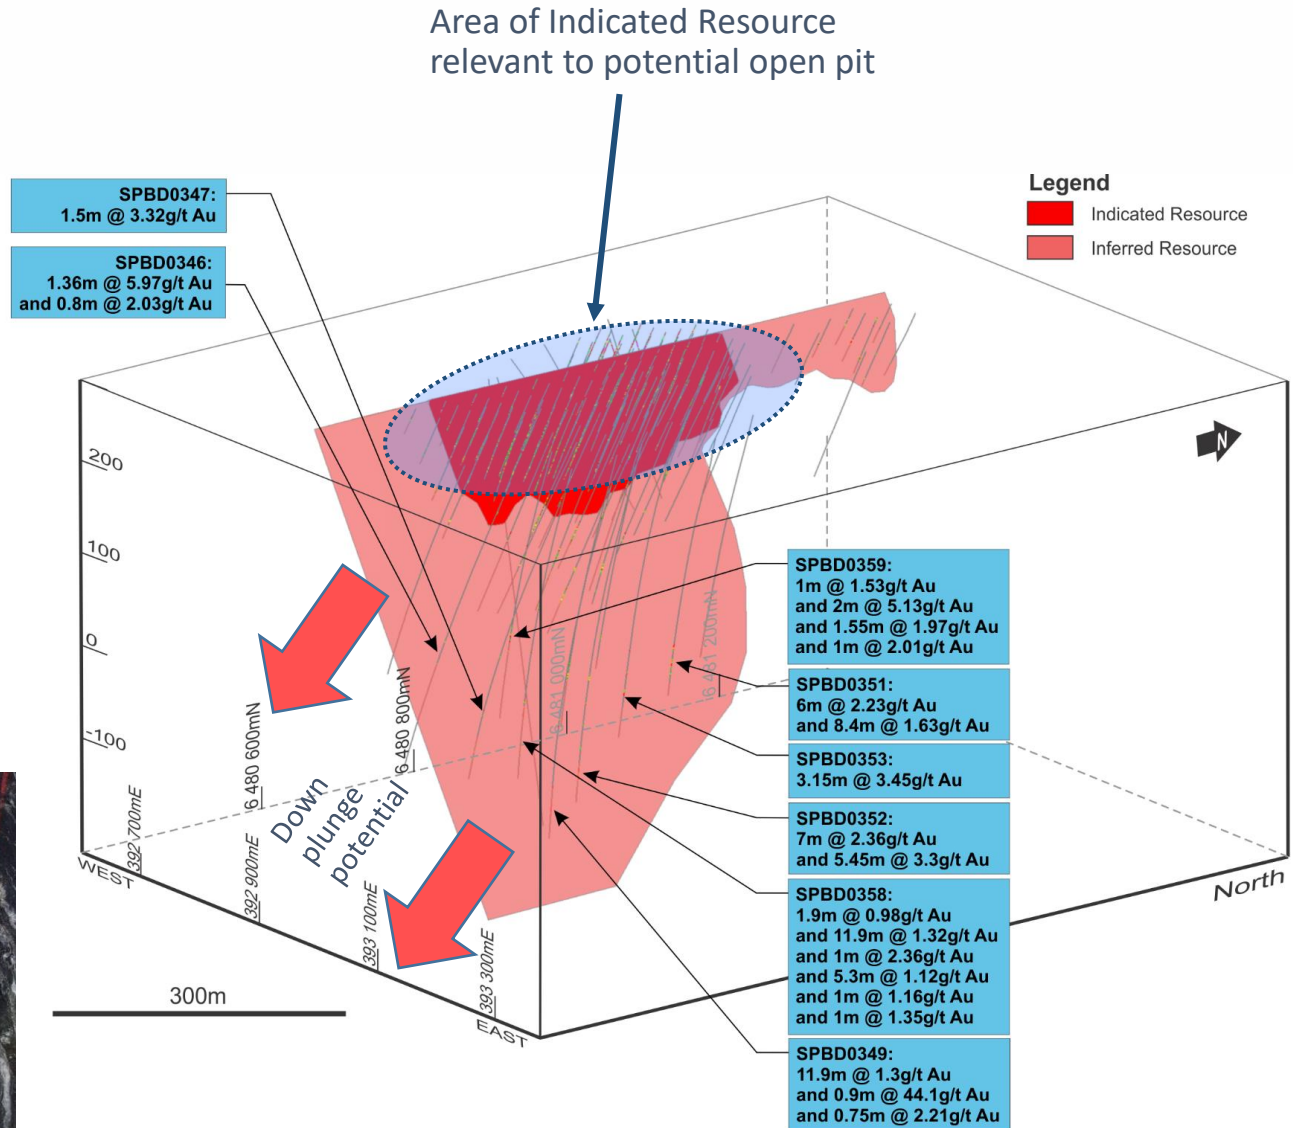 Area of Indicated Resource
relevant to potential open pit
Legend
Indicated Resource
Inferred Resource
SPBD0347:
1.5m @ 3.32g/t Au
SPBD0346:
1.36m @ 5.97g/t Au
and 0.8m @ 2.03g/t Au
N
200
100
0
-100
SPBD0359:
1m @ 1.53g/t Au
and 2m @ 5.13g/t Au
and 1.55m @ 1.97g/t Au
and 1m @ 2.01g/t Au
SPBD0351:
6m @ 2.23g/t Au
and 8.4m @ 1.63g/t Au
SPBD0353:
3.15m @ 3.45g/t Au
SPBD0352:
7m @ 2.36g/t Au
and 5.45m @ 3.3g/t Au
SPBD0358:
1.9m @ 0.98g/t Au
and 11.9m @ 1.32g/t Au
and 1m @ 2.36g/t Au
and 5.3m @ 1.12g/t Au
and 1m @ 1.16g/t Au
and 1m @ 1.35g/t Au
SPBD0349:
11.9m @ 1.3g/t Au
and 0.9m @ 44.1g/t Au
and 0.75m @ 2.21g/t Au
6 480 600mN
6 480 800mN
6 481 000mN
6 481 200mN
Down
plunge
potential
WEST
392 700mE
392 900mE
393 100mE
393 300mE
EAST
North
300m